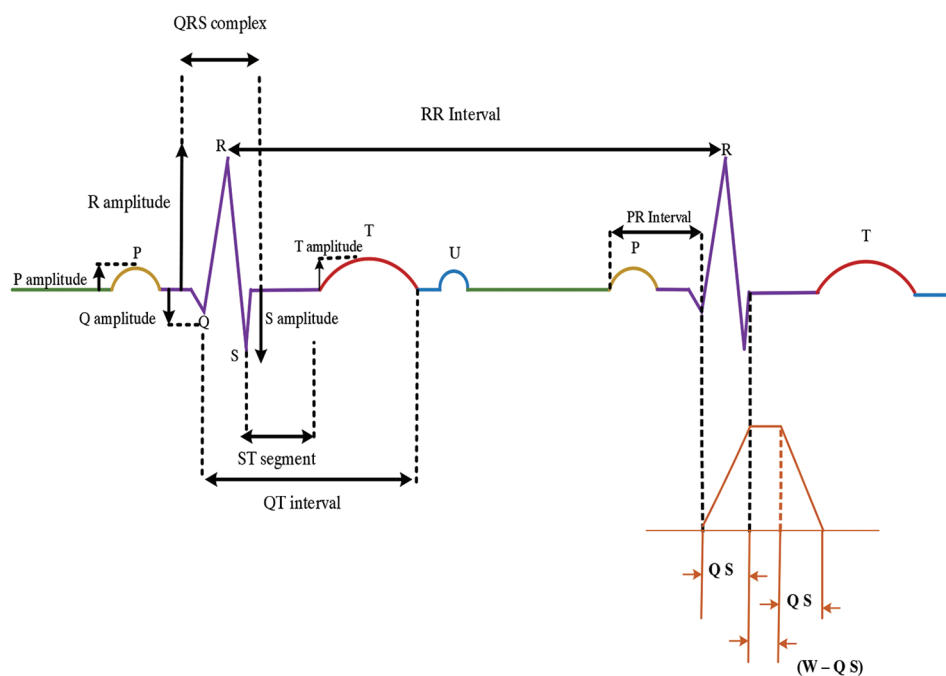 QRS complex
RR Interval
R
R
R amplitude
PR Interval
P
T amplitude
T
U
P
T
P amplitude
Q amplitude
Q
S amplitude
S
ST segment
QT interval
Q S
Q S
(W – Q S)